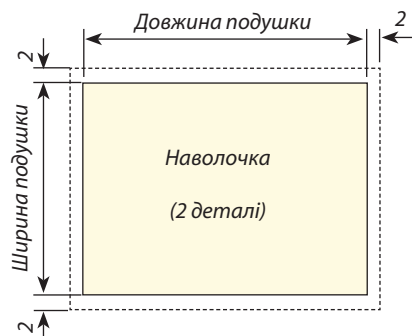 Довжина подушки
2
2
Ширина подушки
Наволочка
(2 деталі)
2